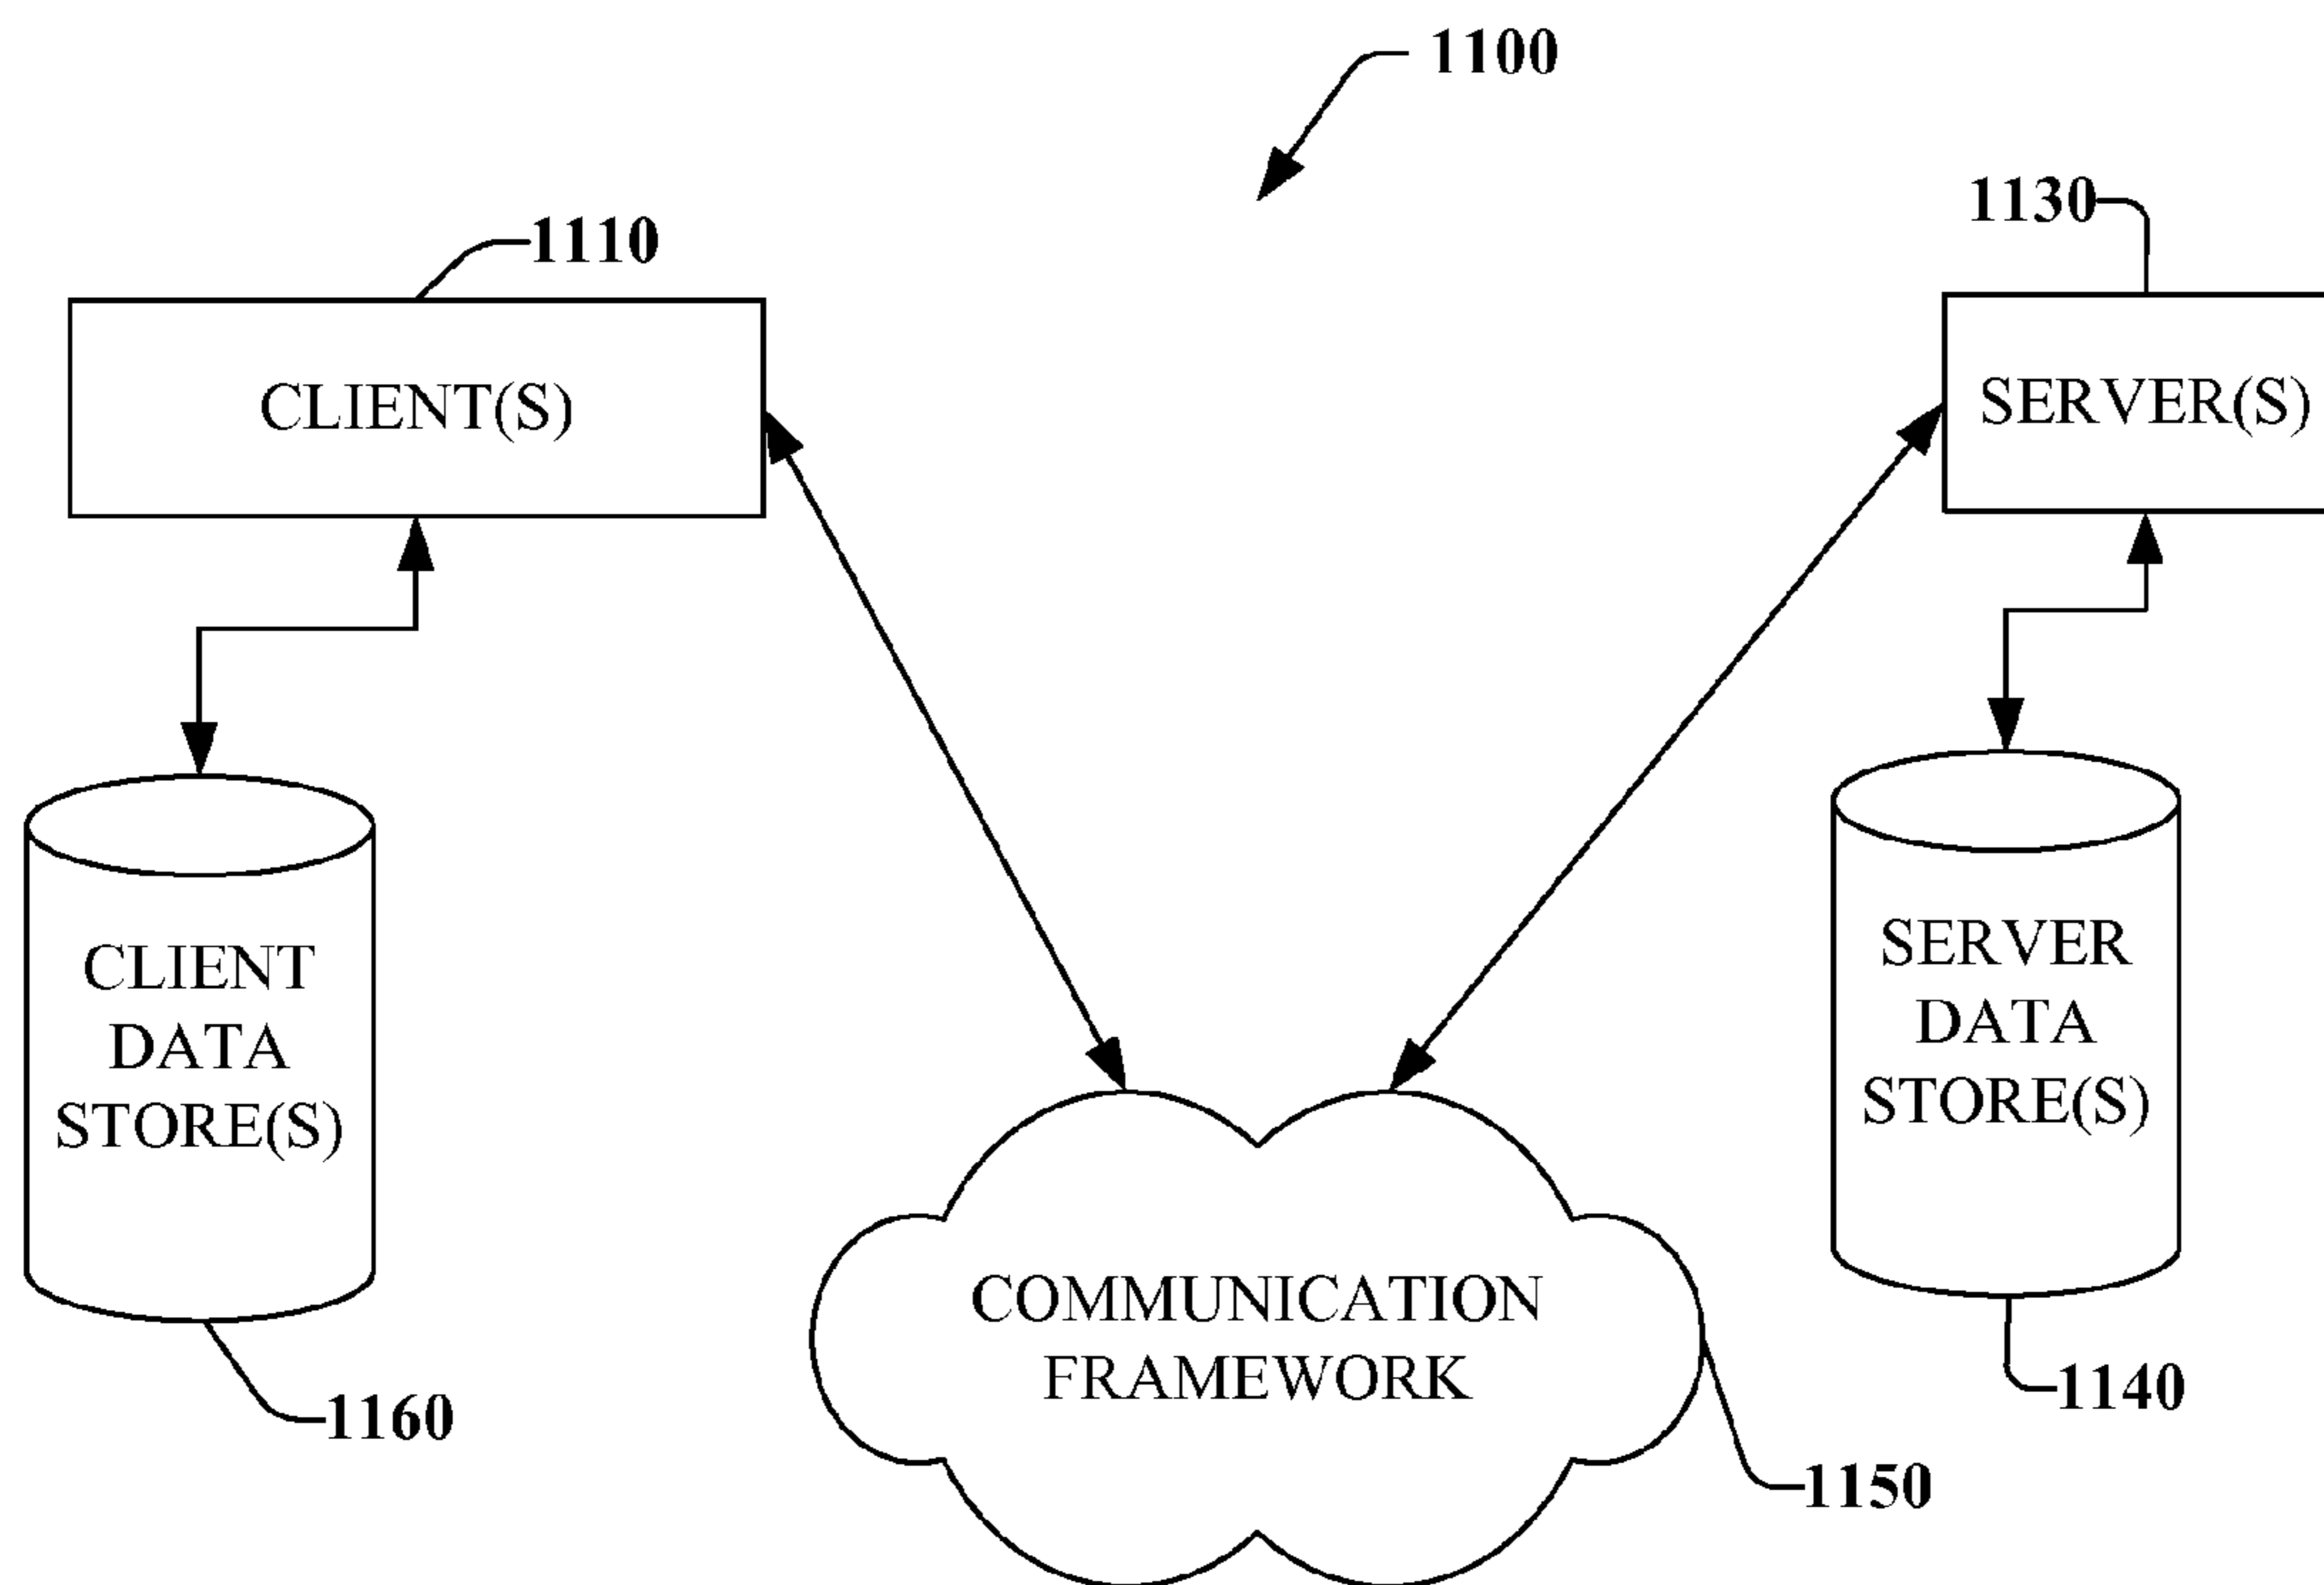 1100
1130
1110
CLIENT(S)
SERVER(S)
CLIENT
DATA
STORE(S)
SERVER
DATA
STORE(S)
COMMUNICATION
FRAMEWORK
1160
1140
1150